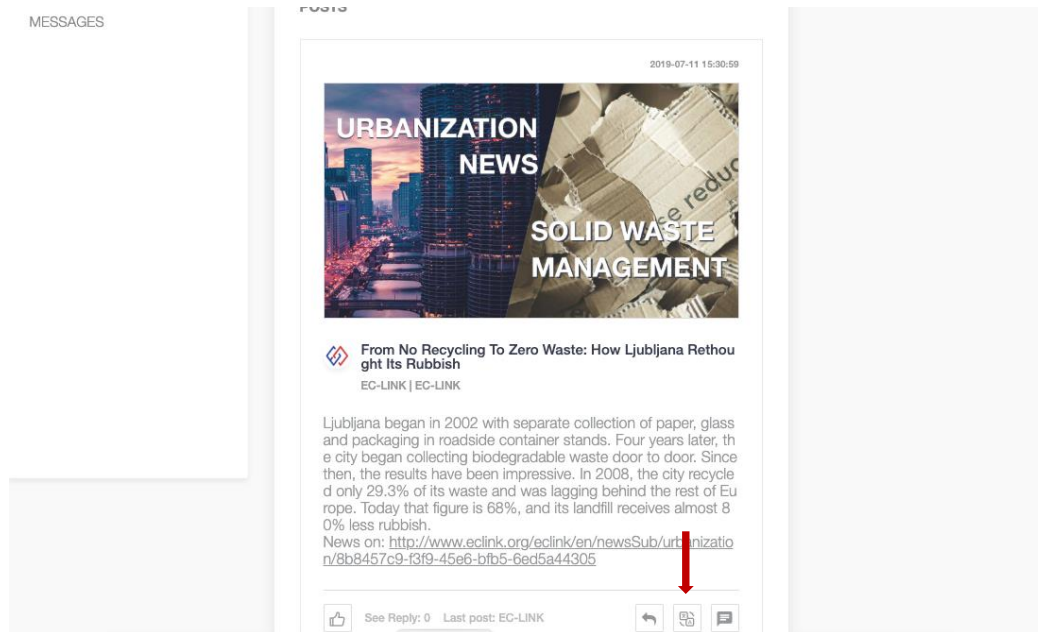 MESSAGES
POSTS
2019-07-11 15:30:59
URBANIZATION
NEWS
se reduc
SOLID WASTE
MANAGEMENT
From No Recycling To Zero Waste: How Ljubljana Rethou
ght Its Rubbish
EC-LINK | EC-LINK
Ljubljana began in 2002 with separate collection of paper, glass
and packaging in roadside container stands. Four years later, th
e city began collecting biodegradable waste door to door. Since
then, the results have been impressive. In 2008, the city recycle
d only 29.3% of its waste and was lagging behind the rest of Eu
rope. Today that figure is 68%, and its landfill receives almost 8
0% less rubbish.
News on: http://www.eclink.org/eclink/en/newsSub/urbanizatio
n/8b8457c9-f3f9-45e6-bfb5-6ed5a44305
See Reply: 0 Last post: EC-LINK